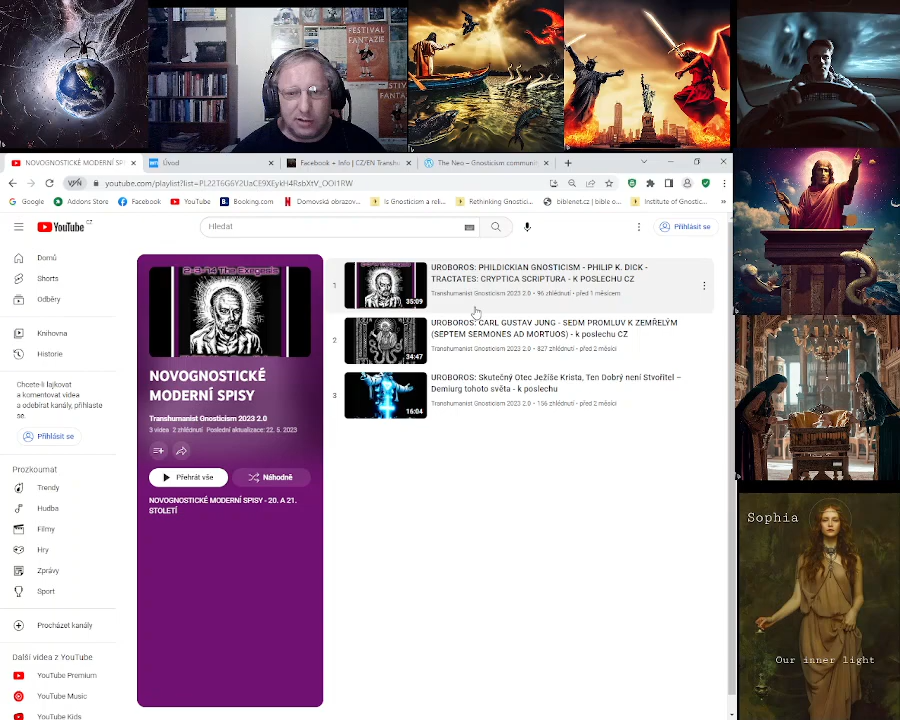 FESTIVAL
FANTAZIE
NOVOGNOSTICKÉ MODERNÍ SP
Úvod
Facebook + Info | CZ/EN Transhu
The Neo – Gnosticism communit
youtube.com/playlist?list=PL22T6G6Y2UaCE9XEykH4RsbXtV_OOl1RW
Google
Addons Store
Facebook
YouTube
Booking.com
Domovská obrazov...
Is Gnosticism a reli...
Rethinking Gnostici...
biblenet.cz | bible o...
Institute of Gnostic...
YouTube CZ
Hledat
Přihlásit se
Domů
Shorts
Odběry
Knihovna
Historie
Chcete-li lajkovat
a komentovat videa
a odebírat kanály, přihlaste
se.
Přihlásit se
Prozkoumat
Trendy
Hudba
Filmy
Hry
Zprávy
Sport
Procházet kanály
Další videa z YouTube
YouTube Premium
YouTube Music
YouTube Kids
2-3-74 The Exegesis
NOVOGNOSTICKÉ
MODERNÍ SPISY
Transhumanist Gnosticism 2023 2.0
3 videa 2 zhlédnutí Poslední aktualizace: 22. 5. 2023
Přehrát vše
Náhodně
NOVOGNOSTICKÉ MODERNÍ SPISY - 20. A 21.
STOLETÍ
1
35:09
UROBOROS: PHILDICKIAN GNOSTICISM - PHILIP K. DICK -
TRACTATES: CRYPTICA SCRIPTURA - K POSLECHU CZ
Transhumanist Gnosticism 2023 2.0 • 96 zhlédnutí • před 1 měsícem
2
34:47
UROBOROS: CARL GUSTAV JUNG - SEDM PROMLUV K ZEMŘELÝM
(SEPTEM SERMONES AD MORTUOS) - k poslechu CZ
Transhumanist Gnosticism 2023 2.0 • 827 zhlédnutí • před 2 měsíci
3
16:04
UROBOROS: Skutečný Otec Ježíše Krista, Ten Dobrý není Stvořitel –
Demiurg tohoto světa - k poslechu
Transhumanist Gnosticism 2023 2.0 • 156 zhlédnutí • před 2 měsíci
Sophia
Our inner light